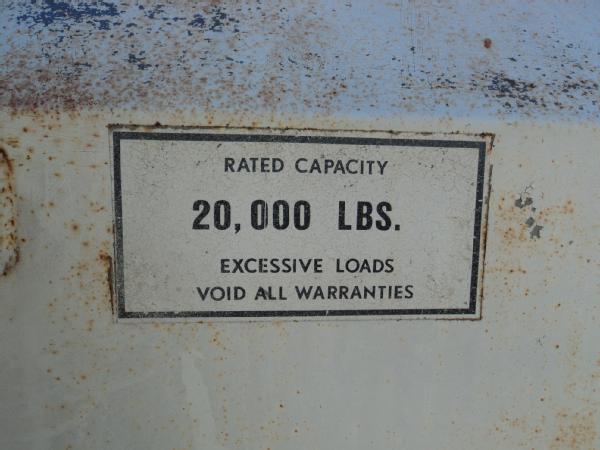 RATED CAPACITY
20,000 LBS.
EXCESSIVE LOADS
VOID ALL WARRANTIES